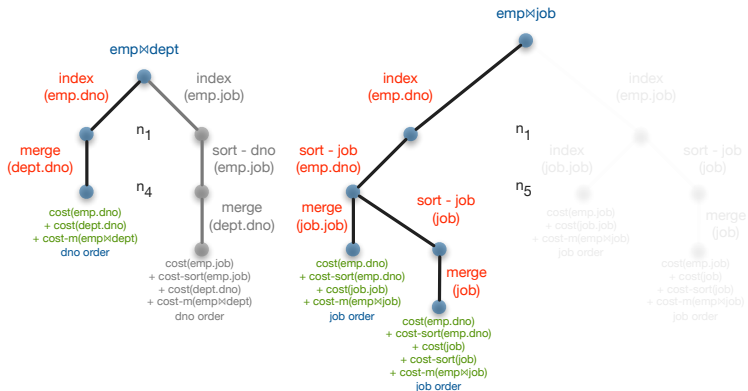 emp⋈dept
index
(emp.dno)
index
(emp.job)
merge
(dept.dno)
n1
sort - dno
(emp.job)
n4
merge
(dept.dno)
cost(emp.dno)
+ cost(dept.dno)
+ cost-m(emp⋈dept)
dno order
cost(emp.job)
+ cost-sort(emp.job)
+ cost(dept.dno)
+ cost-m(emp⋈dept)
dno order
emp⋈job
index
(emp.dno)
index
(emp.job)
sort - job
(emp.dno)
n1
index
(job.job)
sort - job
(job)
merge
(job.job)
sort - job
(job)
n5
merge
(job)
cost(emp.dno)
+ cost-sort(emp.dno)
+ cost(job.job)
+ cost-m(emp⋈job)
job order
merge
(job)
cost(emp.dno)
+ cost-sort(emp.dno)
+ cost(job)
+ cost-sort(job)
+ cost-m(emp⋈job)
job order
cost(emp.job)
+ cost(job.job)
+ cost-m(emp⋈job)
job order
cost(emp.job)
+ cost(job)
+ cost-sort(job)
+ cost-m(emp⋈job)
job order